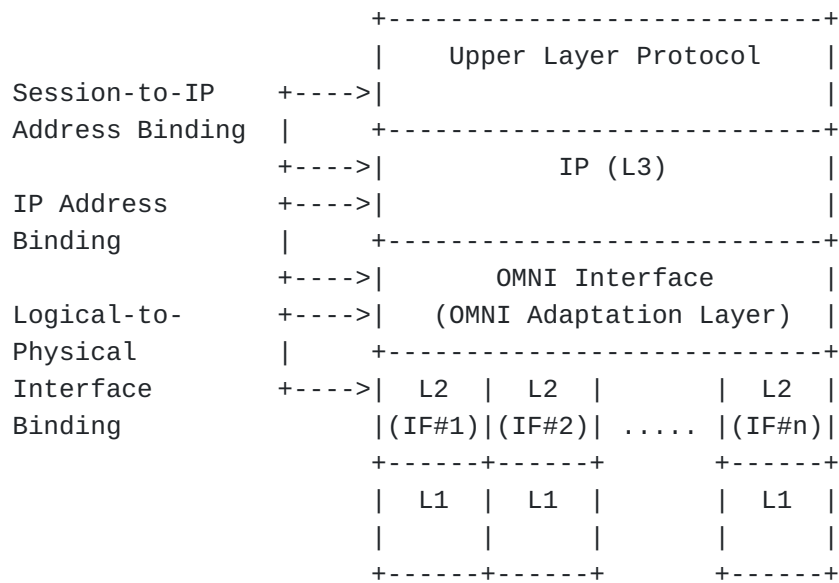 +----------------------------+
                       |    Upper Layer Protocol    |
Session-to-IP    +---->|                            |
Address Binding  |     +----------------------------+
                 +---->|           IP (L3)          |
IP Address       +---->|                            |
Binding          |     +----------------------------+
                 +---->|       OMNI Interface       |
Logical-to-      +---->|   (OMNI Adaptation Layer)  |
Physical         |     +----------------------------+
Interface        +---->|  L2  |  L2  |       |  L2  |
Binding                |(IF#1)|(IF#2)| ..... |(IF#n)|
                       +------+------+       +------+
                       |  L1  |  L1  |       |  L1  |
                       |      |      |       |      |
                       +------+------+       +------+